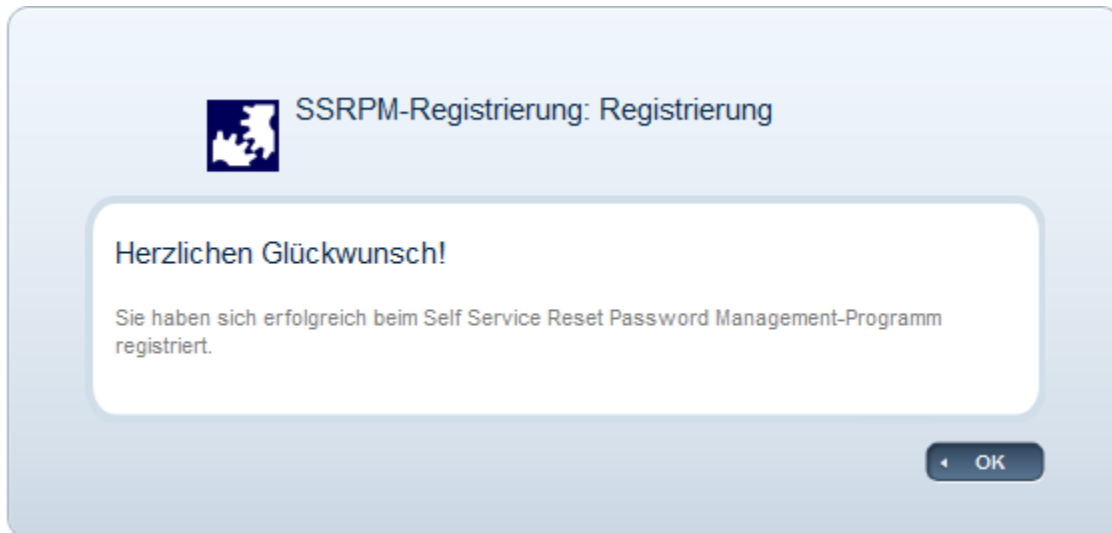 SSRPM-Registrierung: Registrierung
Herzlichen Glückwunsch!
Sie haben sich erfolgreich beim Self Service Reset Password Management-Programm
registriert.
OK